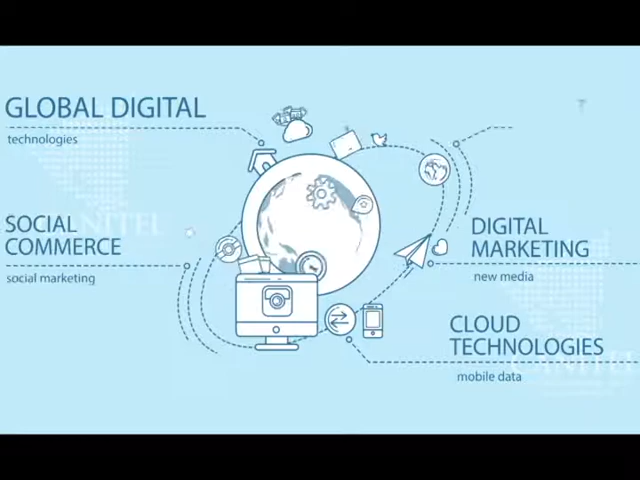 GLOBAL DIGITAL
technologies
SOCIAL
COMMERCE
social marketing
DIGITAL
MARKETING
new media
CLOUD
TECHNOLOGIES
mobile data